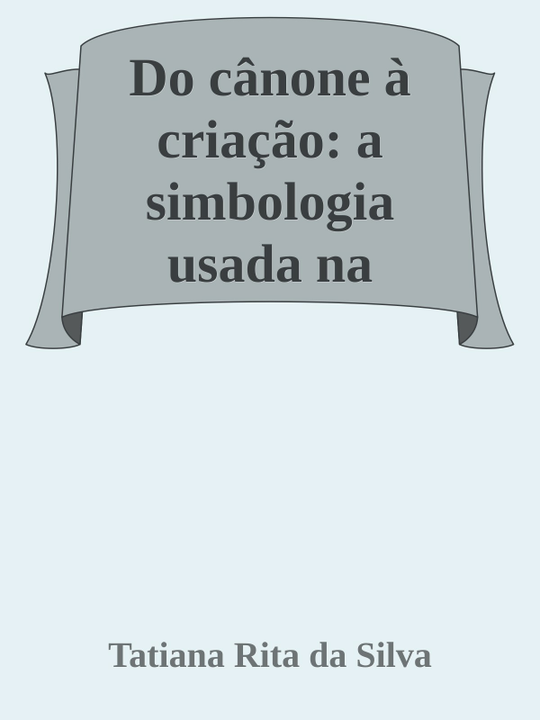 Do cânone à
criação: a
simbologia
usada na
Tatiana Rita da Silva